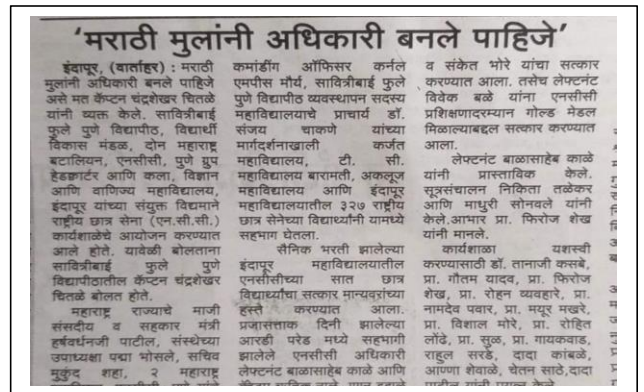 ‘मराठी मुलांनी अधिकारी बनले पाहिजे’
इंदापूर, (वार्ताहर) : मराठी
मुलांनी अधिकारी बनले पाहिजे
असे मत कॅप्टन चंद्रशेखर चितळे
यांनी व्यक्त केले. सावित्रीबाई
फुले पुणे विद्यापीठ, विद्यार्थी
विकास मंडळ, दोन महाराष्ट्र
बटालियन, एनसीसी, पुणे ग्रुप
हेडक्वार्टर आणि कला, विज्ञान
आणि वाणिज्य महाविद्यालय,
इंदापूर यांच्या संयुक्त विद्यमाने
राष्ट्रीय छात्र सेना (एन.सी.सी.)
कार्यशाळेचे आयोजन करण्यात
आले होते. यावेळी बोलताना
सावित्रीबाई फुले पुणे
विद्यापीठातील कॅप्टन चंद्रशेखर
चितळे बोलत होते.
महाराष्ट्र राज्याचे माजी
संसदीय व सहकार मंत्री
हर्षवर्धनजी पाटील, संस्थेच्या
उपाध्यक्षा पद्मा भोसले, सचिव
मुकुंद शहा, २ महाराष्ट्र
कमांडींग ऑफिसर कर्नल
एमपीस मौर्य, सावित्रीबाई फुले
पुणे विद्यापीठ व्यवस्थापन सदस्य
महाविद्यालयाचे प्राचार्य डॉ.
संजय चाकणे यांच्या
मार्गदर्शनाखाली कर्जत
महाविद्यालय, टी. सी.
महाविद्यालय बारामती, अकलूज
महाविद्यालय आणि इंदापूर
महाविद्यालयातील ३२७ राष्ट्रीय
छात्र सेनेच्या विद्यार्थ्यांनी यामध्ये
सहभाग घेतला.
सैनिक भरती झालेल्या
इंदापूर महाविद्यालयातील
एनसीसीच्या सात छात्र
विद्यार्थ्यांचा सत्कार मान्यवरांच्या
हस्ते करण्यात आला.
प्रजासत्ताक दिनी झालेल्या
आरडी परेड मध्ये सहभागी
झालेले एनसीसी अधिकारी
लेफ्टनंट बाळासाहेब काळे आणि
व संकेत भोरे यांचा सत्कार
करण्यात आला. तसेच लेफ्टनंट
विवेक बळे यांना एनसीसी
प्रशिक्षणादरम्यान गोल्ड मेडल
मिळाल्याबद्दल सत्कार करण्यात
आला.
लेफ्टनंट बाळासाहेब काळे
यांनी प्रास्ताविक केले.
सूत्रसंचालन निकिता तळेकर
आणि माधुरी सोनवले यांनी
केले.आभार प्रा. फिरोज शेख
यांनी मानले.
कार्यशाळा यशस्वी
करण्यासाठी डॉ. तानाजी कसबे,
प्रा. गौतम यादव, प्रा. फिरोज
शेख, प्रा. रोहन व्यवहारे, प्रा.
नामदेव पवार, प्रा. मयूर मखरे,
प्रा. विशाल मोरे, प्रा. रोहित
लोंढे, प्रा. सुळ, प्रा. गायकवाड,
राहुल सरडे, दादा कांबळे,
आण्णा शेवाळे, चेतन साठे,दादा